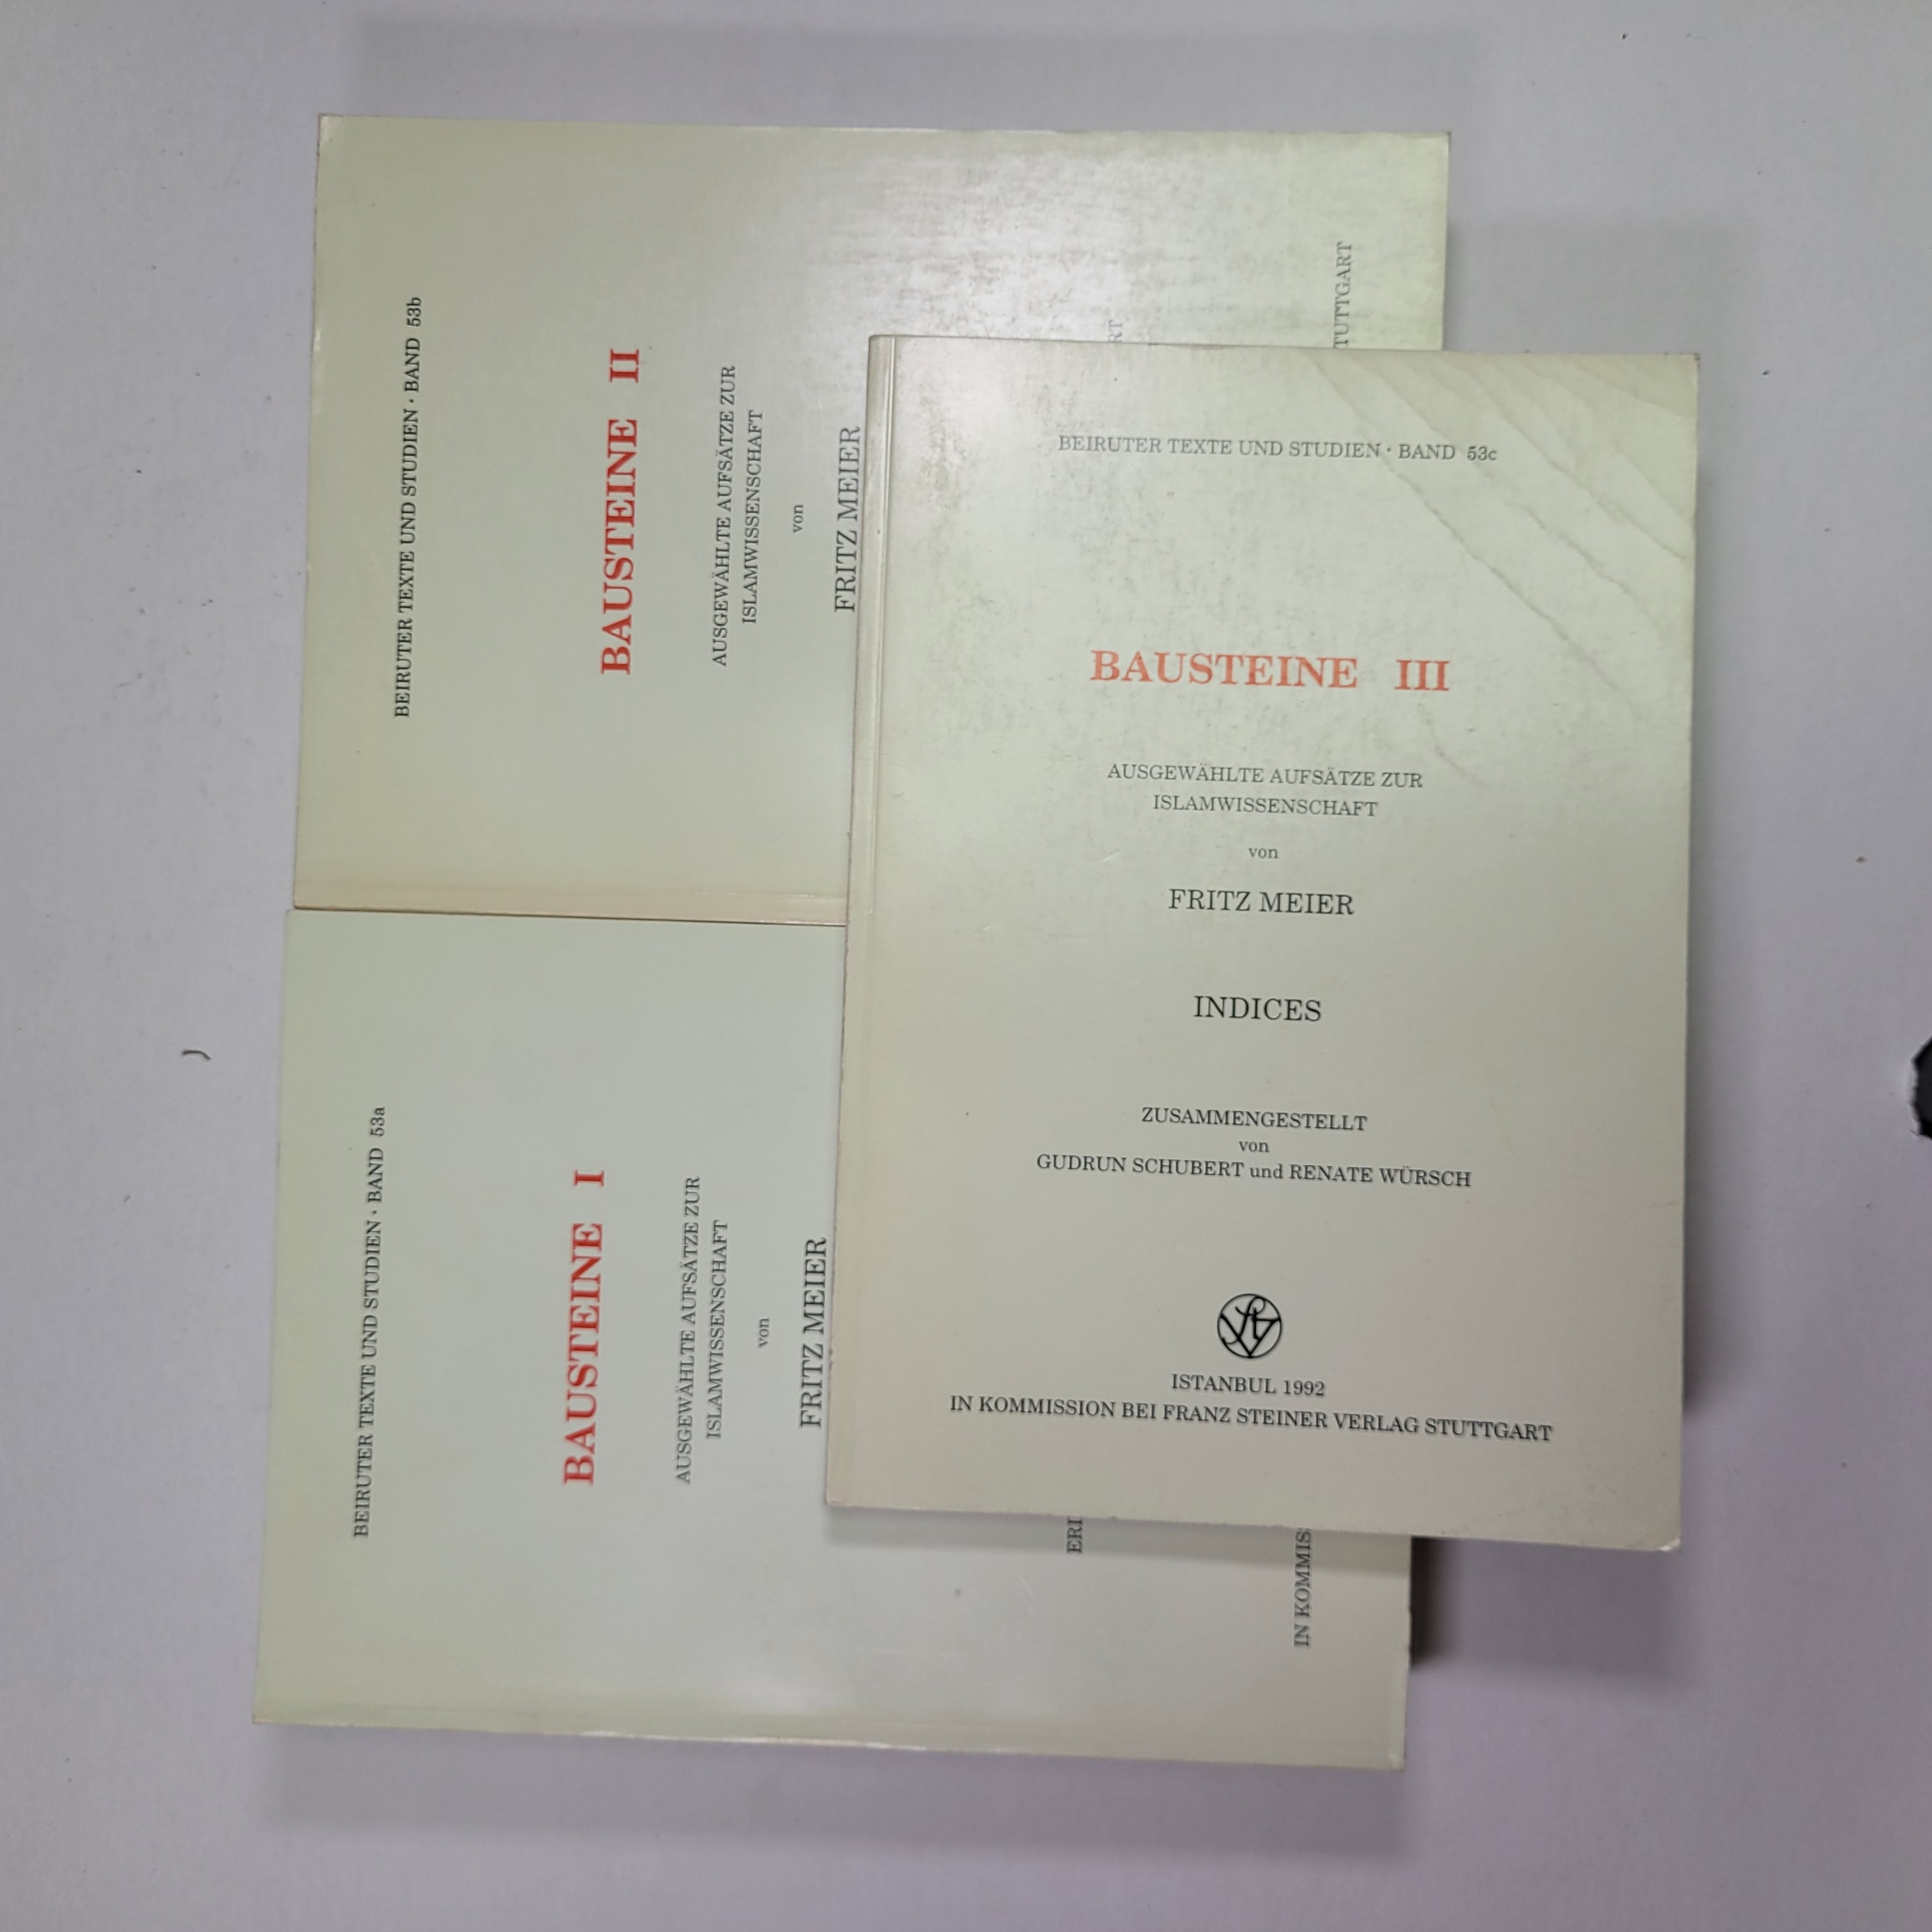 BEIRUTER TEXTE UND STUDIEN · BAND 53b
BAUSTEINE II
AUSGEWÄHLTE AUFSÄTZE ZUR
ISLAMWISSENSCHAFT
von
FRITZ MEIER
BEIRUTER TEXTE UND STUDIEN · BAND 53a
BAUSTEINE I
AUSGEWÄHLTE AUFSÄTZE ZUR
ISLAMWISSENSCHAFT
von
FRITZ MEIER
IN KOMMIS
BEIRUTER TEXTE UND STUDIEN · BAND 53c
BAUSTEINE III
AUSGEWÄHLTE AUFSÄTZE ZUR
ISLAMWISSENSCHAFT
von
FRITZ MEIER
INDICES
ZUSAMMENGESTELLT
von
GUDRUN SCHUBERT und RENATE WÜRSCH
ISTANBUL 1992
IN KOMMISSION BEI FRANZ STEINER VERLAG STUTTGART